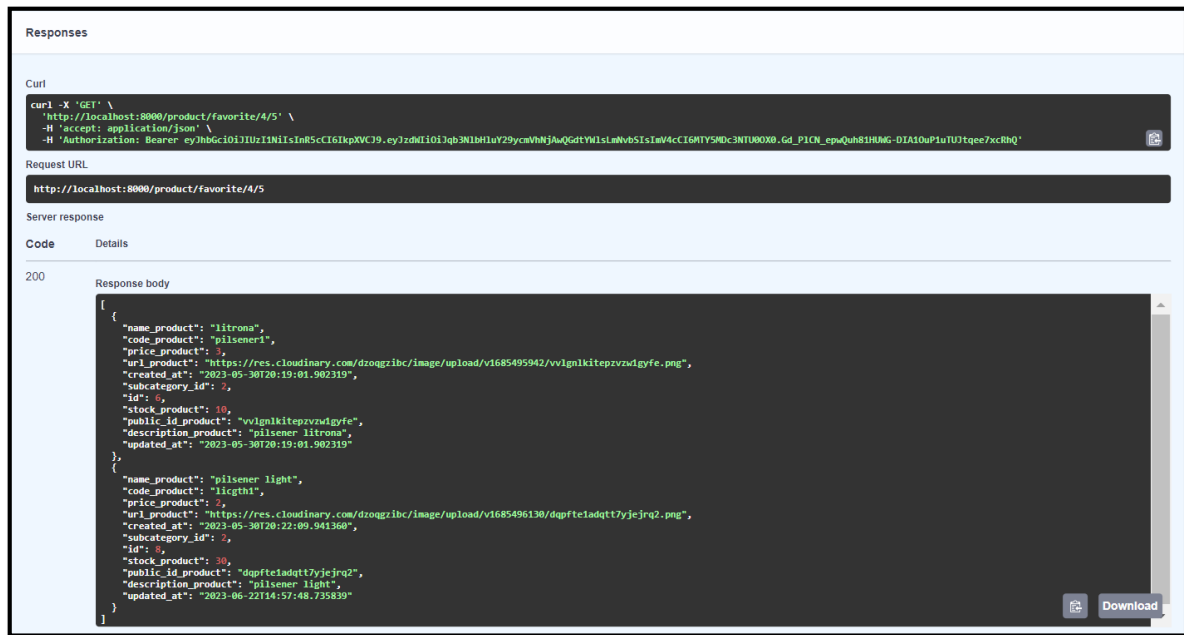 Responses
Curl
curl -X 'GET' \
'http://localhost:8000/product/favorite/4/5' \
-H 'accept: application/json' \
-H 'Authorization: Bearer eyJhbGciOiJIUzI1NiIsInR5cCI6IkpXVCJ9.eyJzdWIiOiJqb3NlbHluY29ycmVhNjAwQGdtYWlsLmNvbSIsImV4cCI6MTY5MDc3NTU0OX0.Gd_PlCN_epwQuh81HUWG-DIA1OuP1uTUJtqee7xcRhQ'
Request URL
http://localhost:8000/product/favorite/4/5
Server response
Code Details
200
Response body
[
{
"name_product": "litrona",
"code_product": "pilsener1",
"price_product": 3,
"url_product": "https://res.cloudinary.com/dzoqgzibc/image/upload/v1685495942/vvlgnlkitepzvzw1gyfe.png",
"created_at": "2023-05-30T20:19:01.902319",
"subcategory_id": 2,
"id": 6,
"stock_product": 10,
"public_id_product": "vvlgnlkitepzvzw1gyfe",
"description_product": "pilsener litrona",
"updated_at": "2023-05-30T20:19:01.902319"
},
{
"name_product": "pilsener light",
"code_product": "licgth1",
"price_product": 2,
"url_product": "https://res.cloudinary.com/dzoqgzibc/image/upload/v1685496130/dqpfte1adqtt7yjejrq2.png",
"created_at": "2023-05-30T20:22:09.941360",
"subcategory_id": 2,
"id": 8,
"stock_product": 30,
"public_id_product": "dqpfte1adqtt7yjejrq2",
"description_product": "pilsener light",
"updated_at": "2023-06-22T14:57:48.735839"
}
]
Download